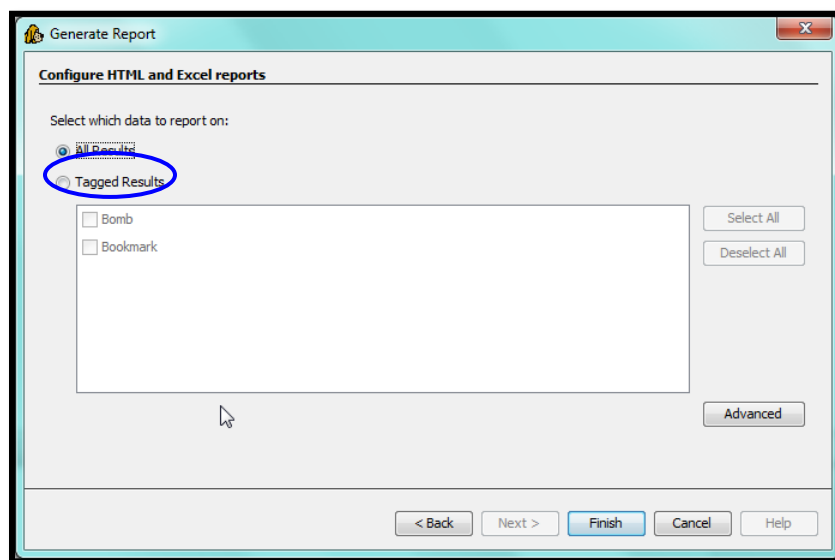 Generate Report
Configure HTML and Excel reports
Select which data to report on:
All Results
Tagged Results
Bomb
Select All
Bookmark
Deselect All
Advanced
< Back Next > Finish Cancel Help